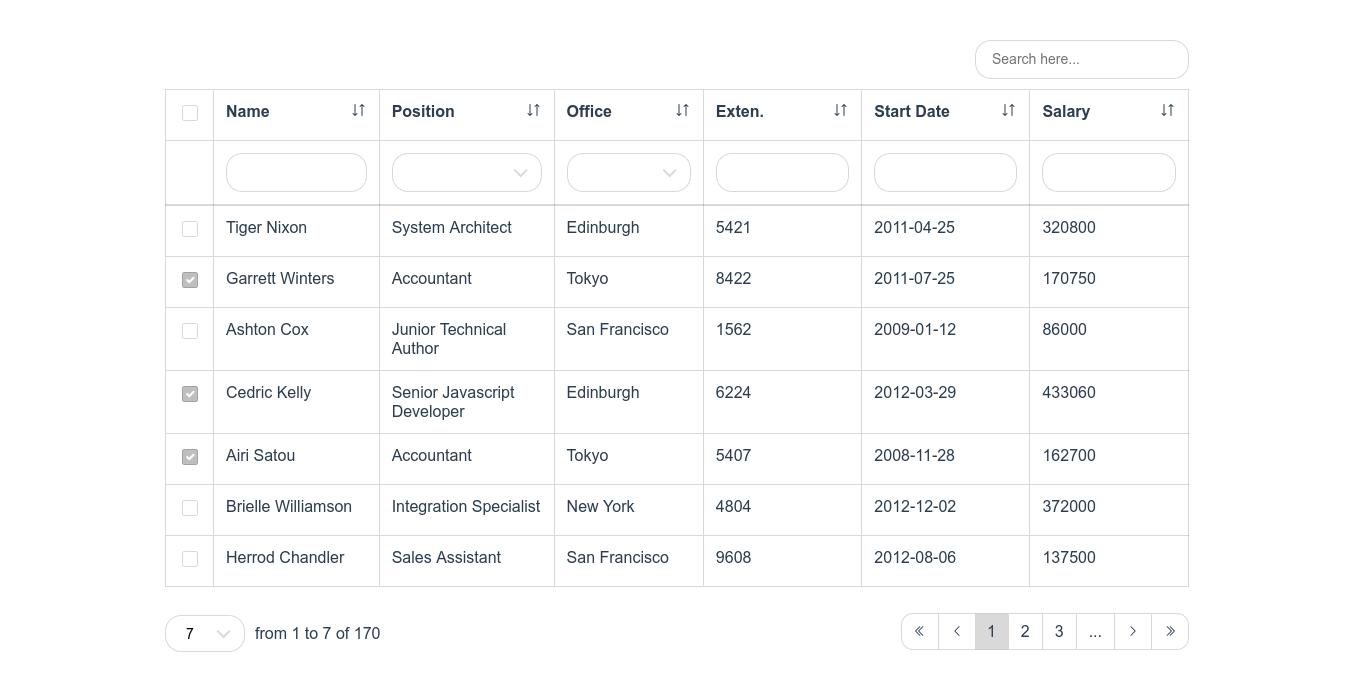 Search here...
Name Position Office Exten. Start Date Salary
Tiger Nixon System Architect Edinburgh 5421 2011-04-25 320800
Garrett Winters Accountant Tokyo 8422 2011-07-25 170750
Ashton Cox Junior Technical San Francisco 1562 2009-01-12 86000
Author
Cedric Kelly Senior Javascript Edinburgh 6224 2012-03-29 433060
Developer
Airi Satou Accountant Tokyo 5407 2008-11-28 162700
Brielle Williamson Integration Specialist New York 4804 2012-12-02 372000
Herrod Chandler Sales Assistant San Francisco 9608 2012-08-06 137500
7 from 1 to 7 of 170 « ‹ 1 2 3 ... › »